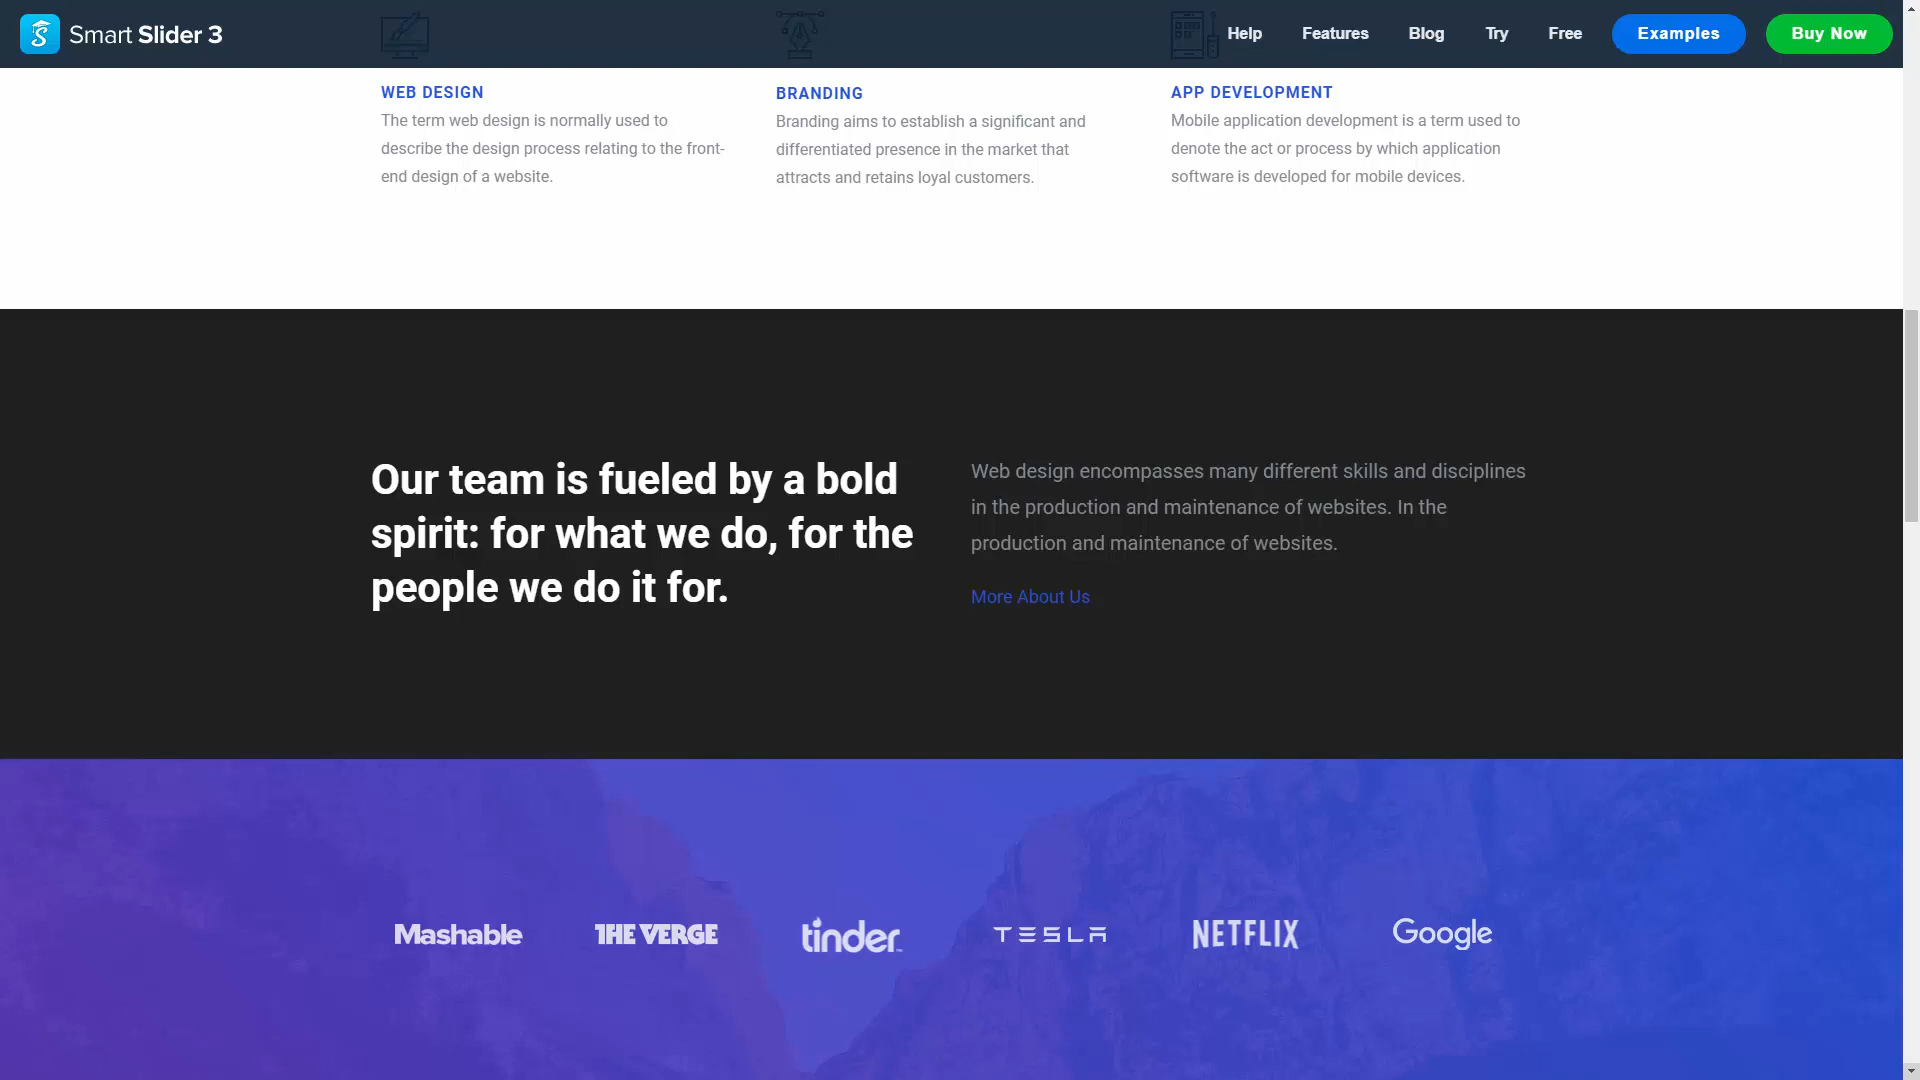 Smart Slider 3
Help Features Blog Try Free Examples Buy Now
WEB DESIGN
The term web design is normally used to
describe the design process relating to the front-
end design of a website.
BRANDING
Branding aims to establish a significant and
differentiated presence in the market that
attracts and retains loyal customers.
APP DEVELOPMENT
Mobile application development is a term used to
denote the act or process by which application
software is developed for mobile devices.
Our team is fueled by a bold
spirit: for what we do, for the
people we do it for.
Web design encompasses many different skills and disciplines
in the production and maintenance of websites. In the
production and maintenance of websites.
More About Us
Mashable THE VERGE tinder TESLA NETFLIX Google